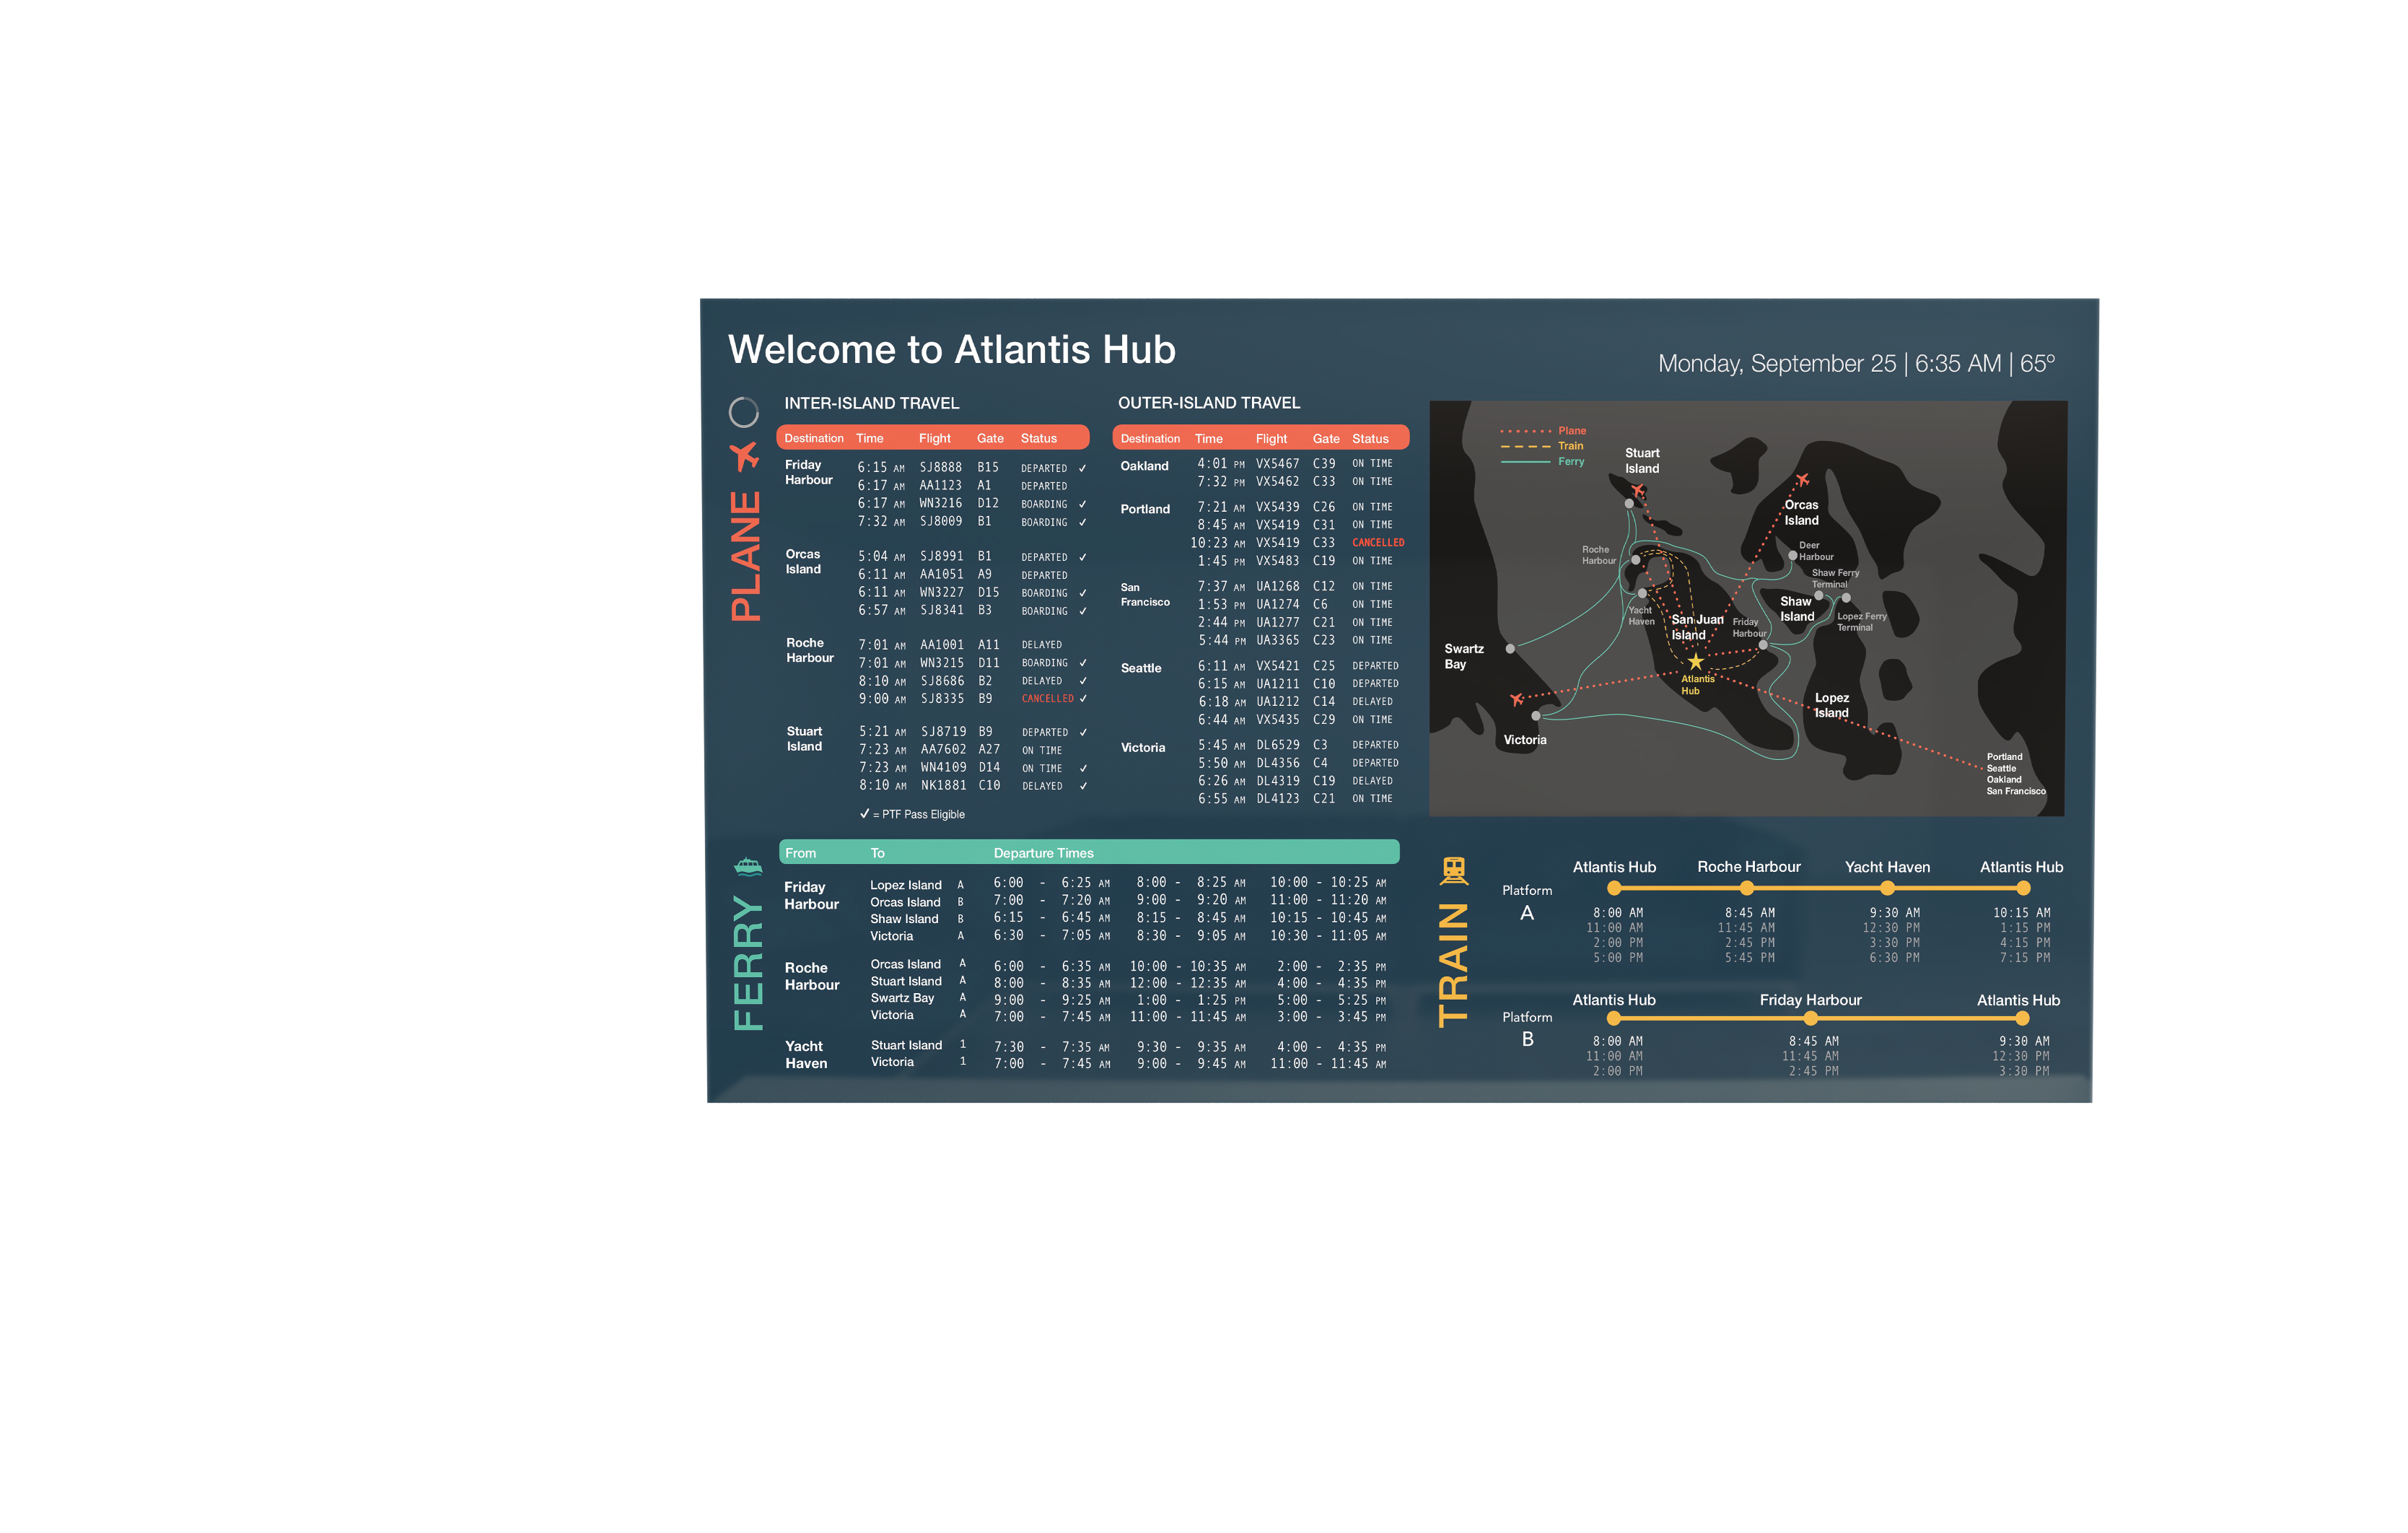 Welcome to Atlantis Hub
Monday, September 25 | 6:35 AM | 65°
PLANE
INTER-ISLAND TRAVEL
Destination Time Flight Gate Status
Friday Harbour
6:15 AM SJ8888 B15 DEPARTED ✓
6:17 AM AA1123 A1 DEPARTED
6:17 AM WN3216 D12 BOARDING ✓
7:32 AM SJ8009 B1 BOARDING ✓
Orcas Island
5:04 AM SJ8991 B1 DEPARTED ✓
6:11 AM AA1051 A9 DEPARTED
6:11 AM WN3227 D15 BOARDING ✓
6:57 AM SJ8341 B3 BOARDING ✓
Roche Harbour
7:01 AM AA1001 A11 DELAYED
7:01 AM WN3215 D11 BOARDING ✓
8:10 AM SJ8686 B2 DELAYED ✓
9:00 AM SJ8335 B9 CANCELLED ✓
Stuart Island
5:21 AM SJ8719 B9 DEPARTED ✓
7:23 AM AA7602 A27 ON TIME
7:23 AM WN4109 D14 ON TIME ✓
8:10 AM NK1881 C10 DELAYED ✓
✓ = PTF Pass Eligible
OUTER-ISLAND TRAVEL
Destination Time Flight Gate Status
Oakland
4:01 PM VX5467 C39 ON TIME
7:32 PM VX5462 C33 ON TIME
Portland
7:21 AM VX5439 C26 ON TIME
8:45 AM VX5419 C31 ON TIME
10:23 AM VX5419 C33 CANCELLED
1:45 PM VX5483 C19 ON TIME
San Francisco
7:37 AM UA1268 C12 ON TIME
1:53 PM UA1274 C6 ON TIME
2:44 PM UA1277 C21 ON TIME
5:44 PM UA3365 C23 ON TIME
Seattle
6:11 AM VX5421 C25 DEPARTED
6:15 AM UA1211 C10 DEPARTED
6:18 AM UA1212 C14 DELAYED
6:44 AM VX5435 C29 ON TIME
Victoria
5:45 AM DL6529 C3 DEPARTED
5:50 AM DL4356 C4 DEPARTED
6:26 AM DL4319 C19 DELAYED
6:55 AM DL4123 C21 ON TIME
Plane
Train
Ferry
Stuart
Island
Orcas
Island
Roche
Harbour
Deer
Harbour
Shaw Ferry
Terminal
Shaw
Island
Yacht
Haven
San Juan
Island
Friday
Harbour
Lopez Ferry
Terminal
Swartz
Bay
Atlantis
Hub
Lopez
Island
Victoria
Portland
Seattle
Oakland
San Francisco
FERRY
From To Departure Times
Friday Harbour
Lopez Island A 6:00 - 6:25 AM 8:00 - 8:25 AM 10:00 - 10:25 AM
Orcas Island B 7:00 - 7:20 AM 9:00 - 9:20 AM 11:00 - 11:20 AM
Shaw Island B 6:15 - 6:45 AM 8:15 - 8:45 AM 10:15 - 10:45 AM
Victoria A 6:30 - 7:05 AM 8:30 - 9:05 AM 10:30 - 11:05 AM
Roche Harbour
Orcas Island A 6:00 - 6:35 AM 10:00 - 10:35 AM 2:00 - 2:35 PM
Stuart Island A 8:00 - 8:35 AM 12:00 - 12:35 AM 4:00 - 4:35 PM
Swartz Bay A 9:00 - 9:25 AM 1:00 - 1:25 PM 5:00 - 5:25 PM
Victoria A 7:00 - 7:45 AM 11:00 - 11:45 AM 3:00 - 3:45 PM
Yacht Haven
Stuart Island 1 7:30 - 7:35 AM 9:30 - 9:35 AM 4:00 - 4:35 PM
Victoria 1 7:00 - 7:45 AM 9:00 - 9:45 AM 11:00 - 11:45 AM
TRAIN
Platform A
Atlantis Hub Roche Harbour Yacht Haven Atlantis Hub
8:00 AM 8:45 AM 9:30 AM 10:15 AM
11:00 AM 11:45 AM 12:30 PM 1:15 PM
2:00 PM 2:45 PM 3:30 PM 4:15 PM
5:00 PM 5:45 PM 6:30 PM 7:15 PM
Platform B
Atlantis Hub Friday Harbour Atlantis Hub
8:00 AM 8:45 AM 9:30 AM
11:00 AM 11:45 AM 12:30 PM
2:00 PM 2:45 PM 3:30 PM